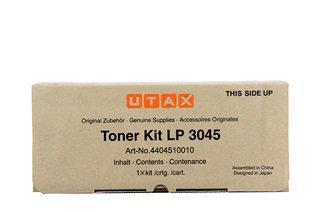 THIS SIDE UP
UTAX
Original Zubehör · Genuine Supplies · Accessoires Originales
Toner Kit LP 3045
Art-No.4404510010
Inhalt · Contents · Contenance
1×kit /crtg. /cart.
Assembled in China
Designed in Japan